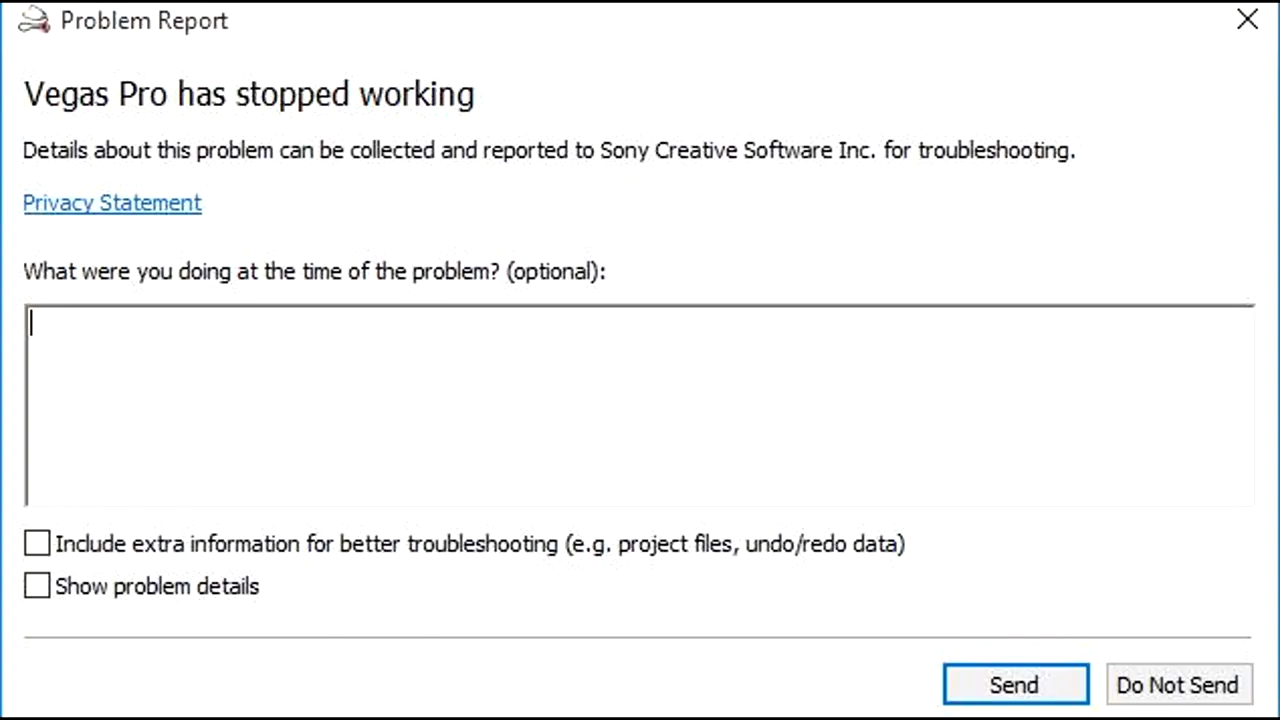 Problem Report
Vegas Pro has stopped working
Details about this problem can be collected and reported to Sony Creative Software Inc. for troubleshooting.
Privacy Statement
What were you doing at the time of the problem? (optional):
Include extra information for better troubleshooting (e.g. project files, undo/redo data)
Show problem details
Send
Do Not Send